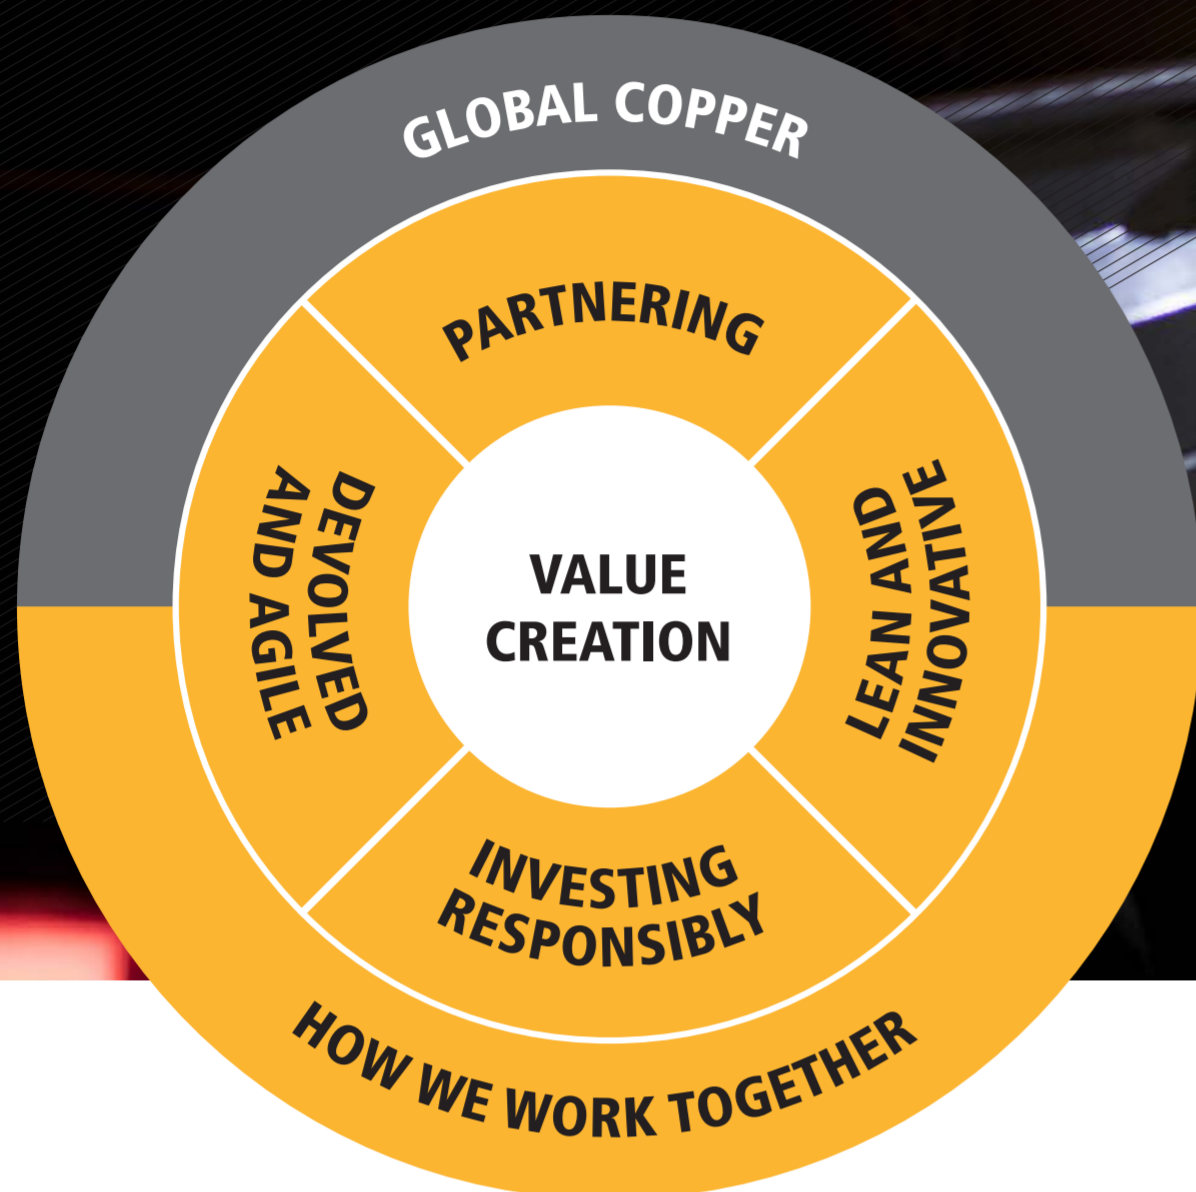 GLOBAL COPPER
PARTNERING
DEVOLVED
AND AGILE
VALUE
CREATION
LEAN AND
INNOVATIVE
INVESTING
RESPONSIBLY
HOW WE WORK TOGETHER